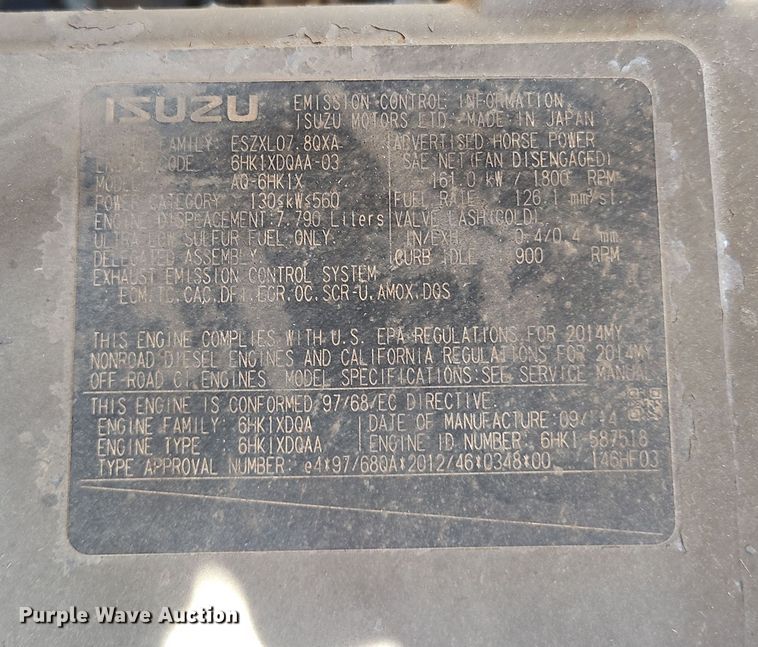 ISUZU EMISSION CONTROL INFORMATION
ISUZU MOTORS LTD. MADE IN JAPAN
FAMILY: ESZXL07.8QXA ADVERTISED HORSE POWER
CODE: 6HK1XDQAA-03 SAE NET(FAN DISENGAGED)
MODEL AQ-6HK1X 161.0 kW / 1800 RPM
POWER CATEGORY 130≤kW≤560 FUEL RATE 126.1 mm³/st.
ENGINE DISPLACEMENT:7.790 Liters VALVE LASH(COLD)
ULTRA LOW SULFUR FUEL ONLY IN/EXH 0.4/0.4 mm
DELEGATED ASSEMBLY CURB IDLE 900 RPM
EXHAUST EMISSION CONTROL SYSTEM
ECM,TC,CAC,DFI,EGR,OC,SCR-U,AMOX,DGS
THIS ENGINE COMPLIES WITH U.S. EPA REGULATIONS FOR 2014MY
NONROAD DIESEL ENGINES AND CALIFORNIA REGULATIONS FOR 2014MY
OFF-ROAD CI ENGINES. MODEL SPECIFICATIONS:SEE SERVICE MANUAL
THIS ENGINE IS CONFORMED 97/68/EC DIRECTIVE.
ENGINE FAMILY: 6HK1XDQA DATE OF MANUFACTURE:09/14
ENGINE TYPE : 6HK1XDQAA ENGINE ID NUMBER: 6HK1-587518
TYPE APPROVAL NUMBER: e4*97/68QA*2012/46*0348*00 146HF03
Purple Wave Auction